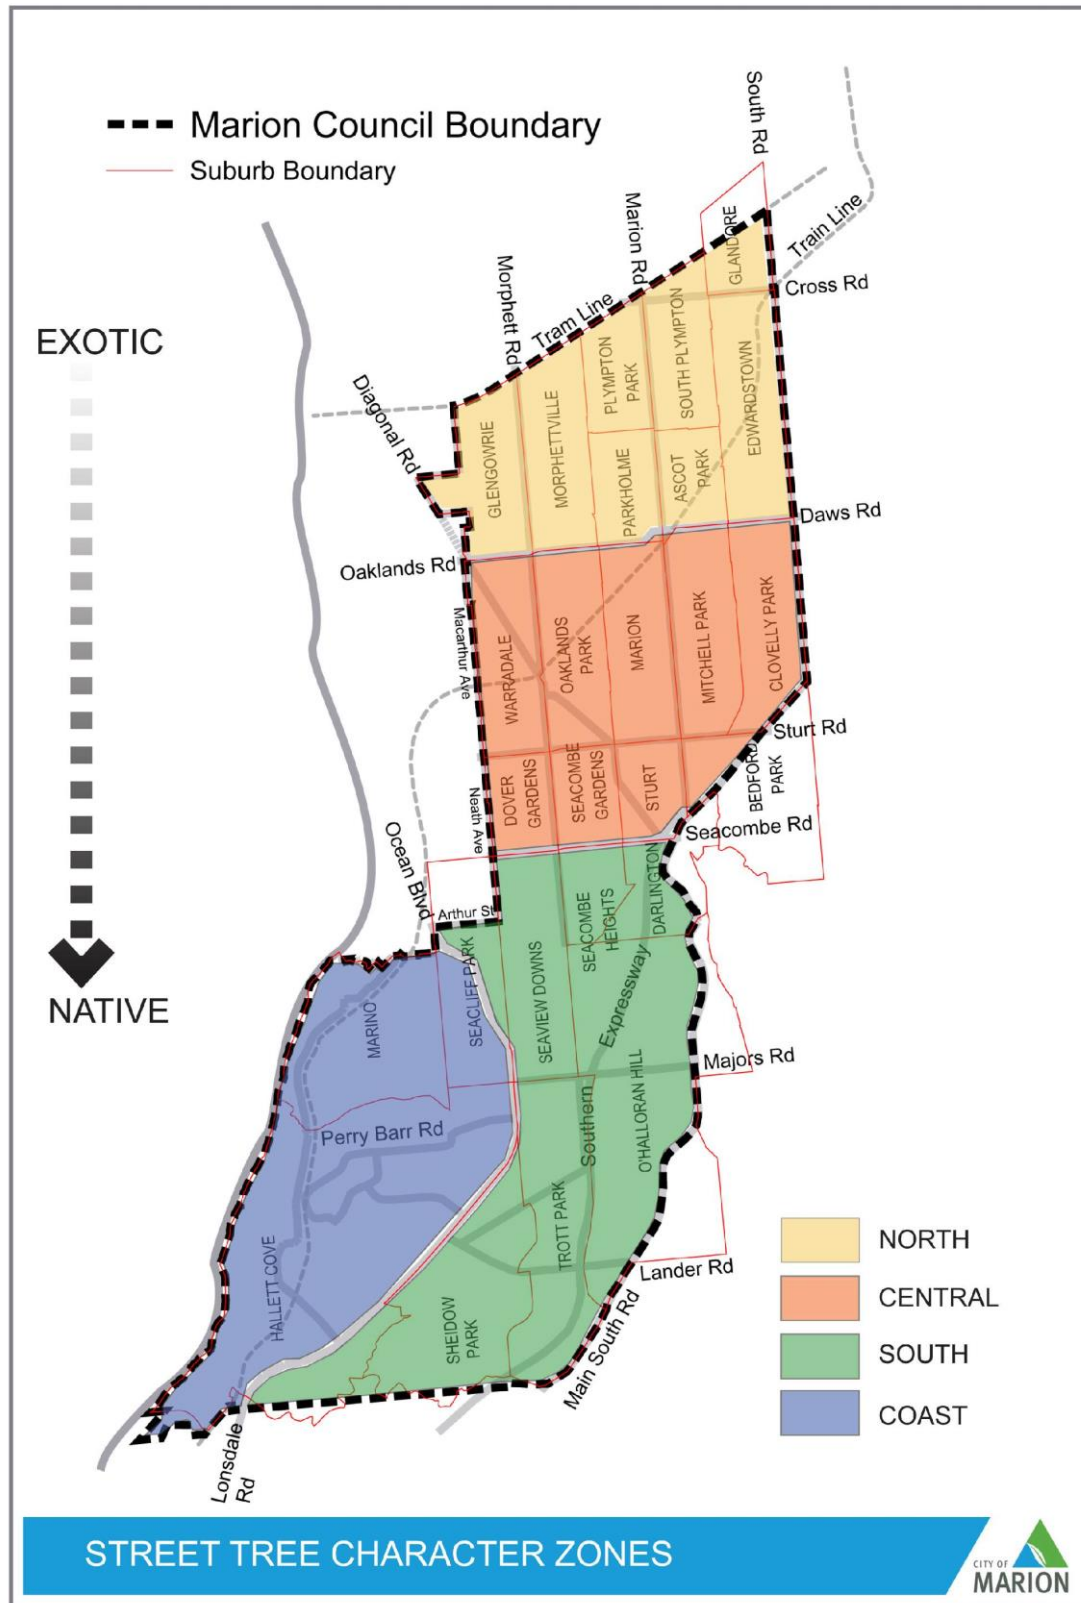 Marion Council Boundary
Suburb Boundary
South Rd
Train Line
Marion Rd
GLANDORE
Cross Rd
Morphett Rd
Tram Line
EXOTIC
Diagonal Rd
PLYMPTON
PARK
SOUTH PLYMPTON
EDWARDSTOWN
GLENGOWRIE
MORPHETTVILLE
PARKHOLME
ASCOT
PARK
Daws Rd
Oaklands Rd
Macarthur Ave
WARRADALE
OAKLANDS
PARK
MARION
MITCHELL PARK
CLOVELLY PARK
Sturt Rd
BEDFORD
PARK
DOVER
GARDENS
SEACOMBE
GARDENS
STURT
Neath Ave
Seacombe Rd
Ocean Blvd
Arthur St
DARLINGTON
SEACOMBE
HEIGHTS
SEACLIFF PARK
SEAVIEW DOWNS
NATIVE
MARINO
Expressway
Majors Rd
O'HALLORAN HILL
Southern
Perry Barr Rd
TROTT PARK
Lander Rd
HALLETT COVE
SHEIDOW
PARK
Main South Rd
Lonsdale
Rd
NORTH
CENTRAL
SOUTH
COAST
STREET TREE CHARACTER ZONES
CITY OF
MARION